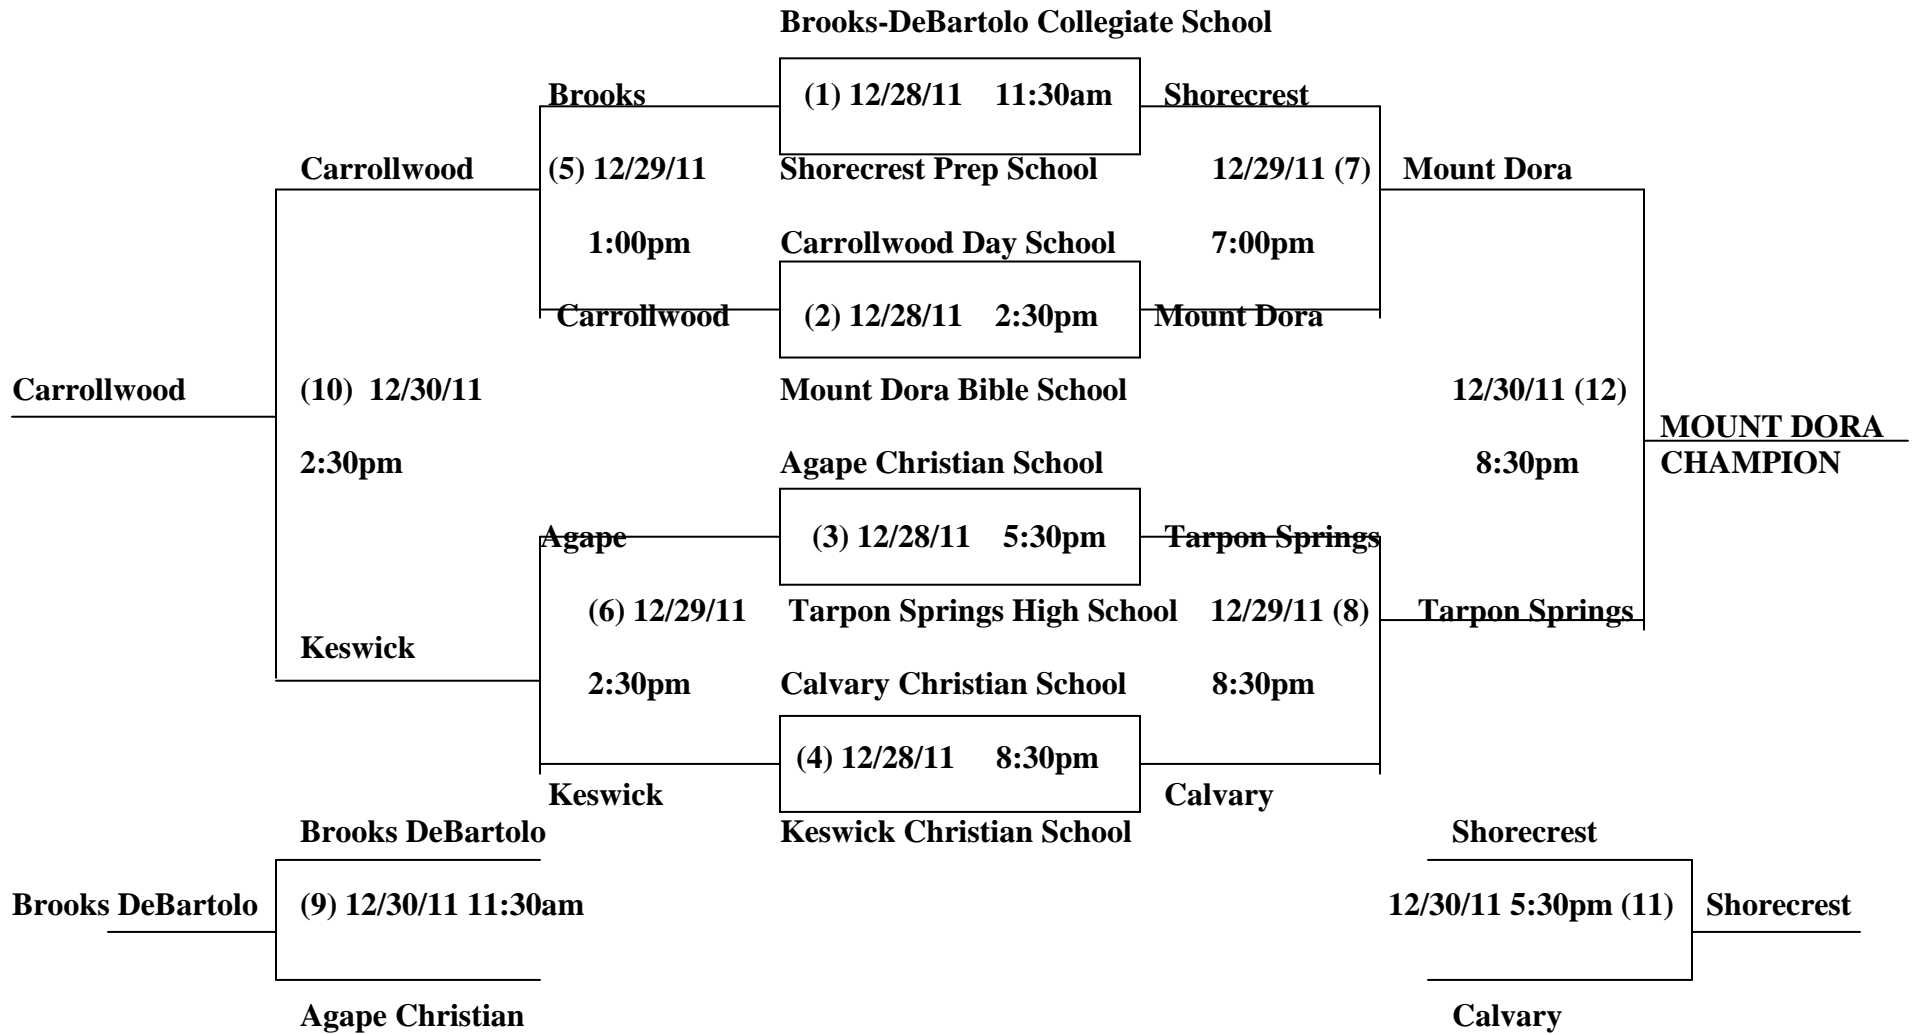 Brooks-DeBartolo Collegiate School
Brooks (1) 12/28/11 11:30am Shorecrest
Carrollwood (5) 12/29/11 Shorecrest Prep School 12/29/11 (7) Mount Dora
1:00pm Carrollwood Day School 7:00pm
Carrollwood (2) 12/28/11 2:30pm Mount Dora
Carrollwood (10) 12/30/11 Mount Dora Bible School 12/30/11 (12)
MOUNT DORA
2:30pm Agape Christian School 8:30pm CHAMPION
Agape (3) 12/28/11 5:30pm Tarpon Springs
(6) 12/29/11 Tarpon Springs High School 12/29/11 (8) Tarpon Springs
Keswick
2:30pm Calvary Christian School 8:30pm
(4) 12/28/11 8:30pm
Keswick Calvary
Brooks DeBartolo Keswick Christian School Shorecrest
Brooks DeBartolo (9) 12/30/11 11:30am 12/30/11 5:30pm (11) Shorecrest
Agape Christian Calvary